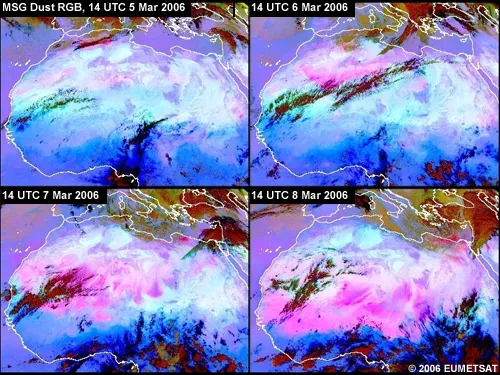 MSG Dust RGB, 14 UTC 5 Mar 2006
14 UTC 6 Mar 2006
14 UTC 7 Mar 2006
14 UTC 8 Mar 2006
© 2006 EUMETSAT